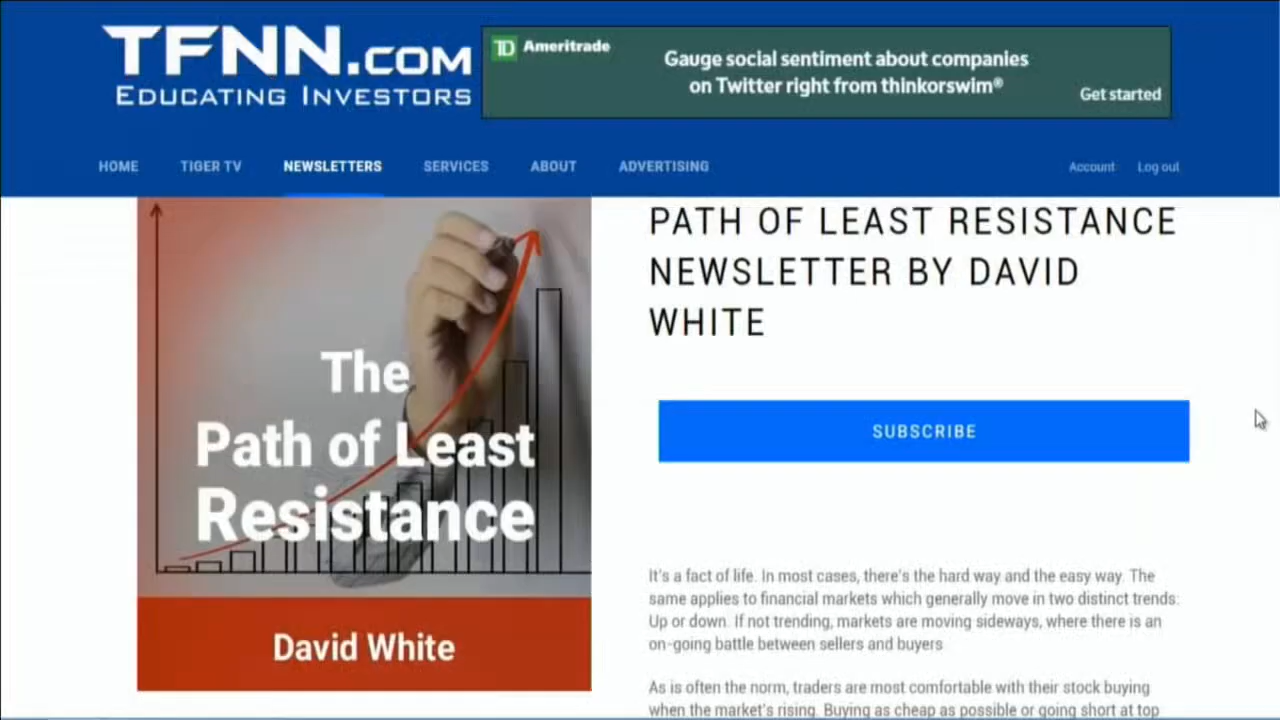 TFNN.COM
EDUCATING INVESTORS
TD Ameritrade
Gauge social sentiment about companies
on Twitter right from thinkorswim®
Get started
HOME TIGER TV NEWSLETTERS SERVICES ABOUT ADVERTISING Account Log out
The
Path of Least
Resistance
David White
PATH OF LEAST RESISTANCE
NEWSLETTER BY DAVID
WHITE
SUBSCRIBE
It's a fact of life. In most cases, there's the hard way and the easy way. The
same applies to financial markets which generally move in two distinct trends:
Up or down. If not trending, markets are moving sideways, where there is an
on-going battle between sellers and buyers
As is often the norm, traders are most comfortable with their stock buying
when the market's rising. Buying as cheap as possible or going short at top